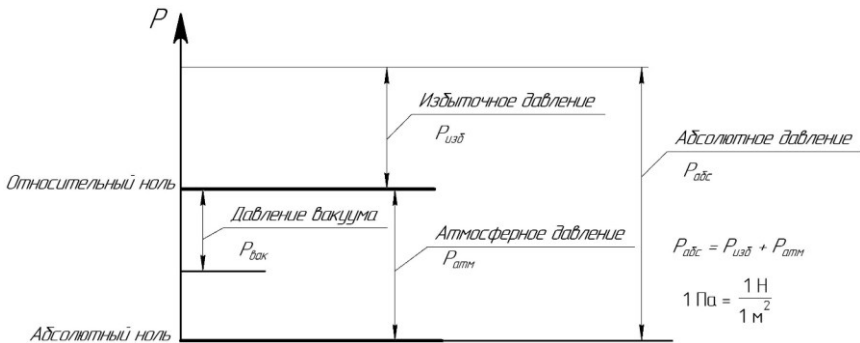 P
Избыточное давление
Pизб
Абсолютное давление
Pабс
Относительный ноль
Давление вакуума
Pвак
Атмосферное давление
Pатм
Pабс = Pизб + Pатм
1 Па = 1 Н / 1 м²
Абсолютный ноль